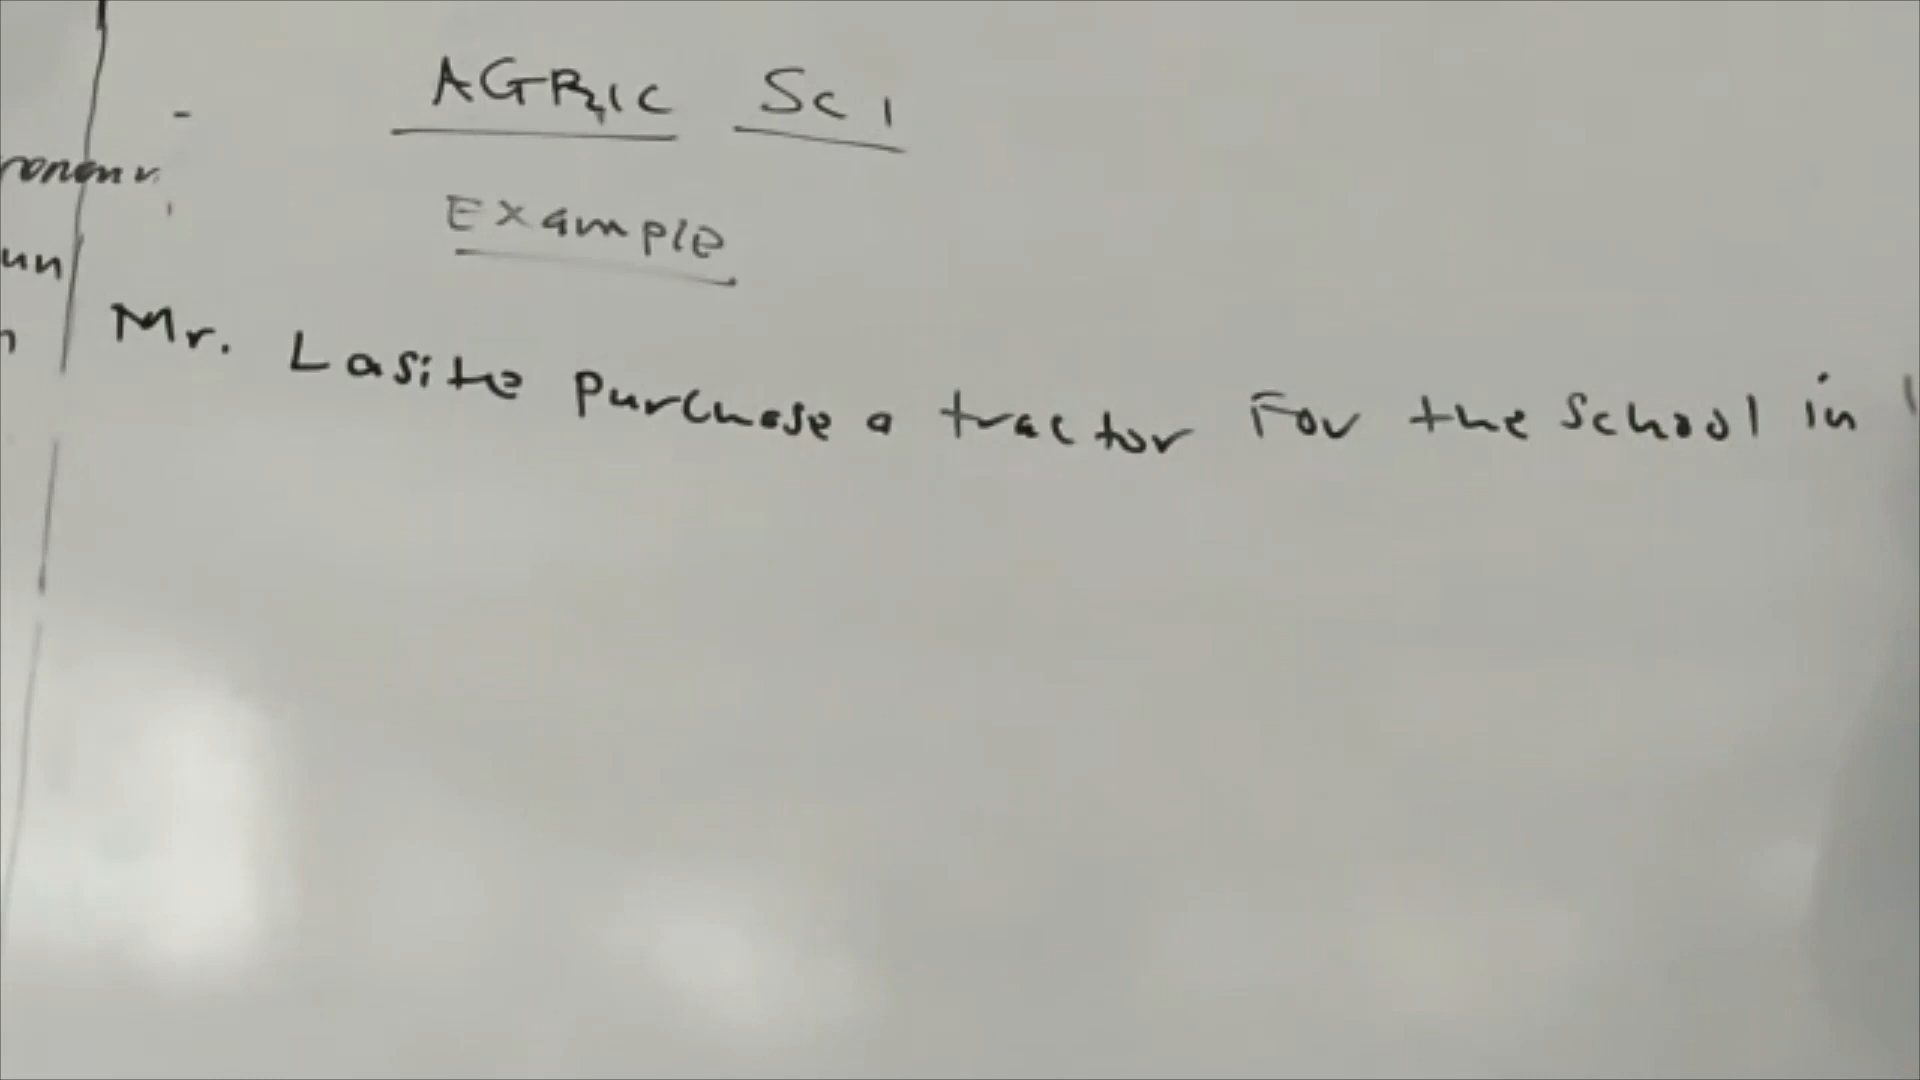 AGRIC SCI
Example
Mr. Lasite Purchase a tractor For the School in